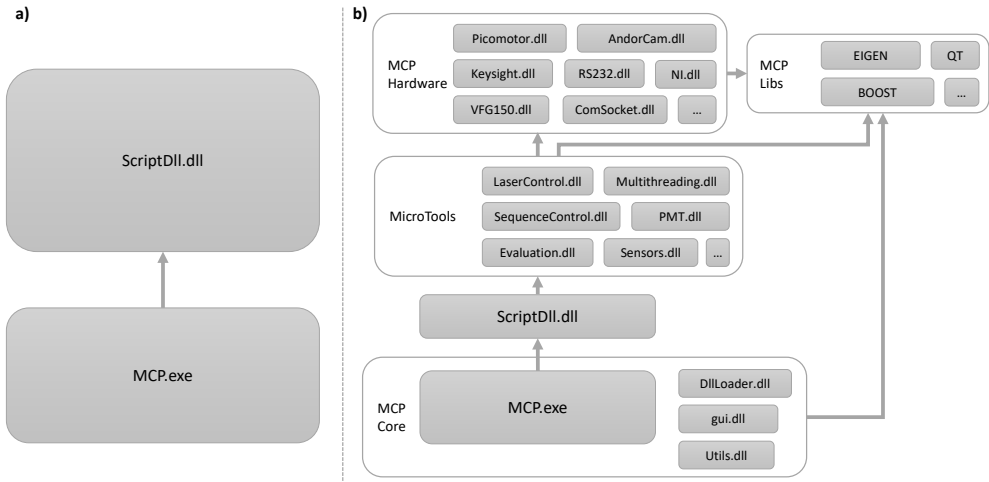 a)
ScriptDll.dll
MCP.exe
b)
MCP
Hardware
Picomotor.dll
AndorCam.dll
Keysight.dll
RS232.dll
NI.dll
VFG150.dll
ComSocket.dll
...
MCP
Libs
EIGEN
QT
BOOST
...
MicroTools
LaserControl.dll
Multithreading.dll
SequenceControl.dll
PMT.dll
Evaluation.dll
Sensors.dll
...
ScriptDll.dll
MCP
Core
MCP.exe
DllLoader.dll
gui.dll
Utils.dll